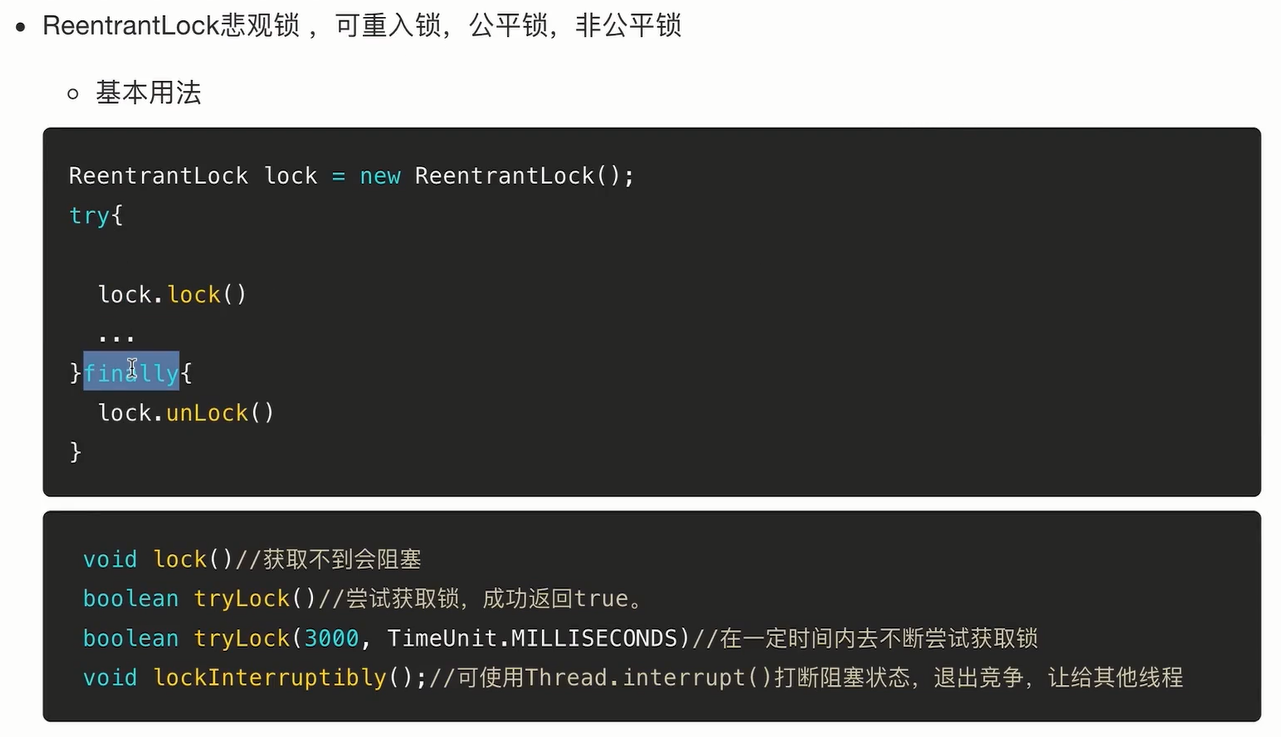 ReentrantLock悲观锁 ，可重入锁，公平锁，非公平锁
基本用法
ReentrantLock lock = new ReentrantLock();
try{
lock.lock()
...
}finally{
lock.unLock()
}
void lock()//获取不到会阻塞
boolean tryLock()//尝试获取锁，成功返回true。
boolean tryLock(3000, TimeUnit.MILLISECONDS)//在一定时间内去不断尝试获取锁
void lockInterruptibly();//可使用Thread.interrupt()打断阻塞状态，退出竞争，让给其他线程